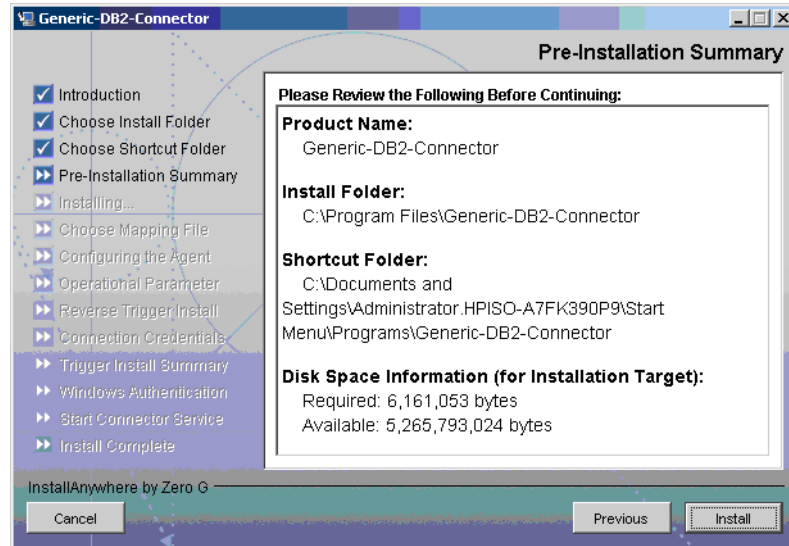 Generic-DB2-Connector
Pre-Installation Summary
Introduction
Choose Install Folder
Choose Shortcut Folder
Pre-Installation Summary
Installing...
Choose Mapping File
Configuring the Agent
Operational Parameter
Reverse Trigger Install
Connection Credentials
Trigger Install Summary
Windows Authentication
Start Connector Service
Install Complete
Please Review the Following Before Continuing:
Product Name:
Generic-DB2-Connector
Install Folder:
C:\Program Files\Generic-DB2-Connector
Shortcut Folder:
C:\Documents and
Settings\Administrator.HPISO-A7FK390P9\Start
Menu\Programs\Generic-DB2-Connector
Disk Space Information (for Installation Target):
Required: 6,161,053 bytes
Available: 5,265,793,024 bytes
InstallAnywhere by Zero G
Cancel
Previous
Install